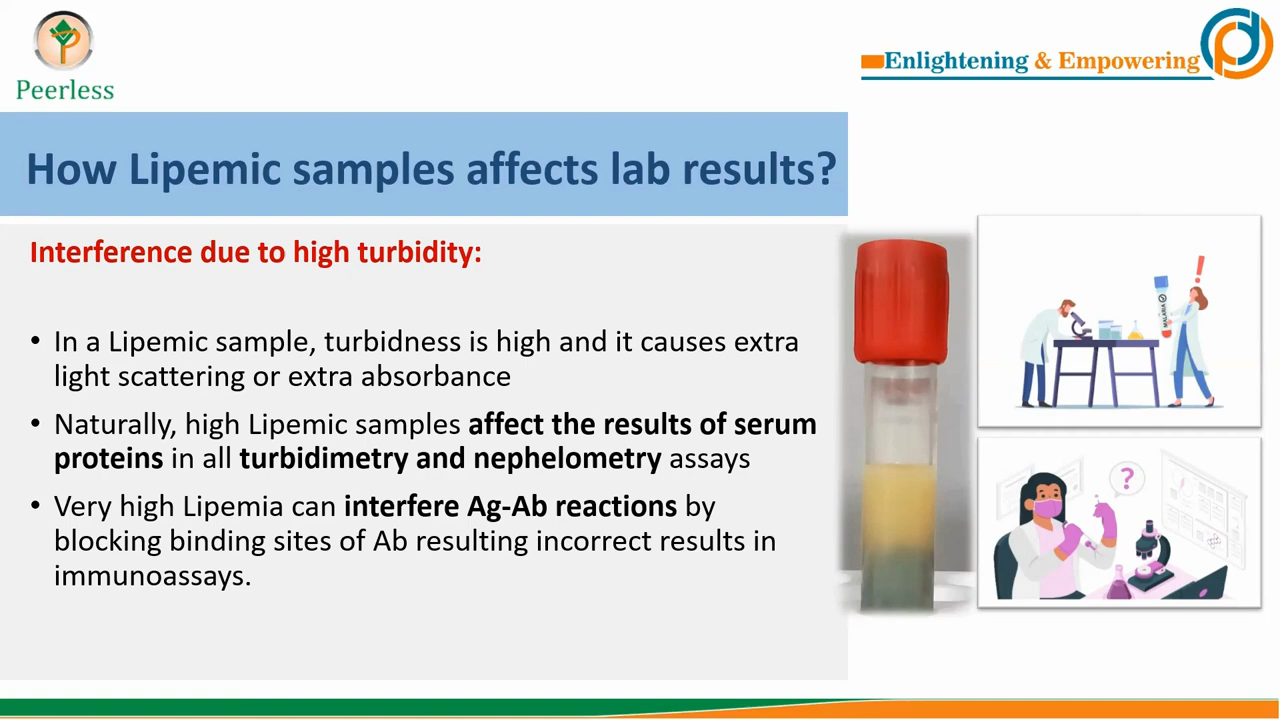 Peerless
Enlightening & Empowering
How Lipemic samples affects lab results?
Interference due to high turbidity:
• In a Lipemic sample, turbidness is high and it causes extra
light scattering or extra absorbance
• Naturally, high Lipemic samples affect the results of serum
proteins in all turbidimetry and nephelometry assays
• Very high Lipemia can interfere Ag-Ab reactions by
blocking binding sites of Ab resulting incorrect results in
immunoassays.
MALARIA
!
?